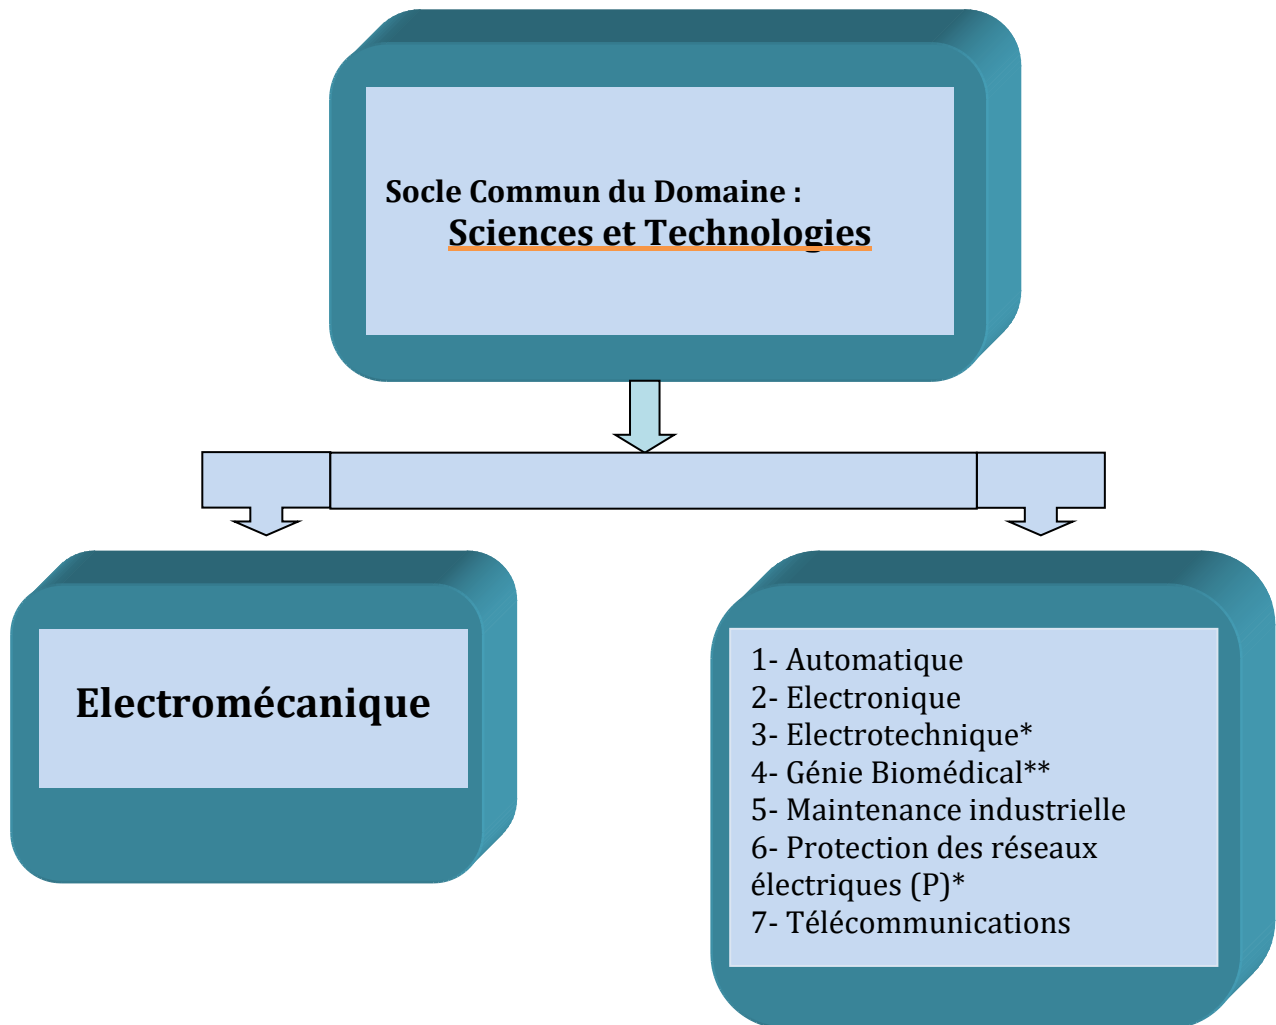 Socle Commun du Domaine :
Sciences et Technologies
Electromécanique
1- Automatique
2- Electronique
3- Electrotechnique*
4- Génie Biomédical**
5- Maintenance industrielle
6- Protection des réseaux
électriques (P)*
7- Télécommunications